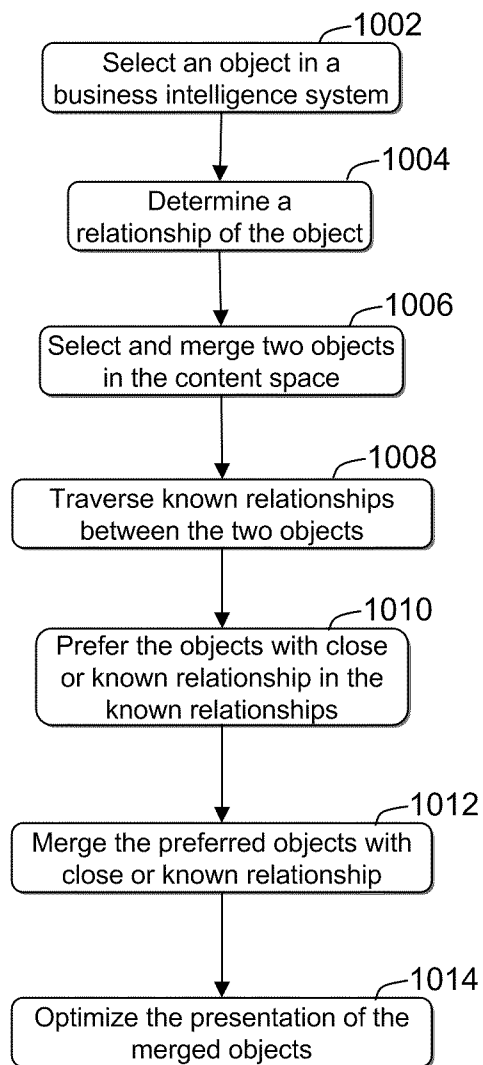 1002
Select an object in a
business intelligence system
1004
Determine a
relationship of the object
1006
Select and merge two objects
in the content space
1008
Traverse known relationships
between the two objects
1010
Prefer the objects with close
or known relationship in the
known relationships
1012
Merge the preferred objects with
close or known relationship
1014
Optimize the presentation of the
merged objects